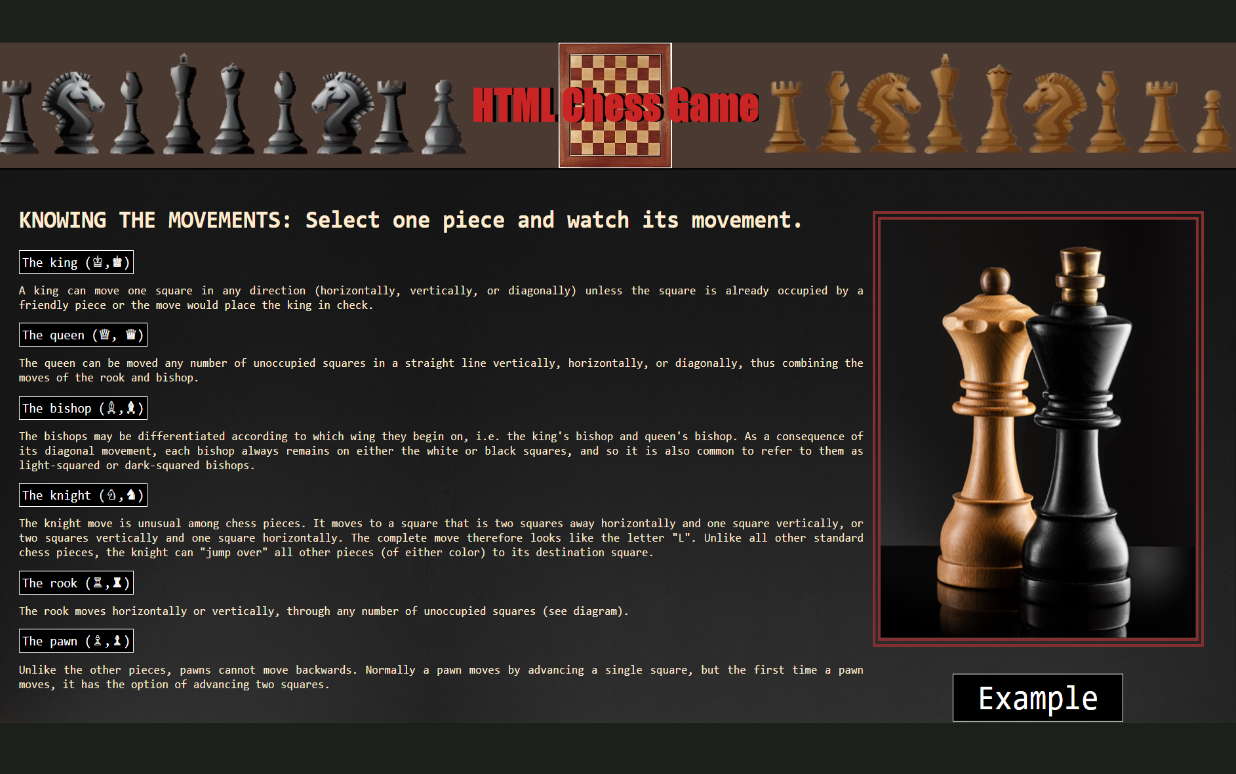 HTML Chess Game
KNOWING THE MOVEMENTS: Select one piece and watch its movement.
The king (♔,♚)
A king can move one square in any direction (horizontally, vertically, or diagonally) unless the square is already occupied by a
friendly piece or the move would place the king in check.
The queen (♕, ♛)
The queen can be moved any number of unoccupied squares in a straight line vertically, horizontally, or diagonally, thus combining the
moves of the rook and bishop.
The bishop (♗,♝)
The bishops may be differentiated according to which wing they begin on, i.e. the king's bishop and queen's bishop. As a consequence of
its diagonal movement, each bishop always remains on either the white or black squares, and so it is also common to refer to them as
light-squared or dark-squared bishops.
The knight (♘,♞)
The knight move is unusual among chess pieces. It moves to a square that is two squares away horizontally and one square vertically, or
two squares vertically and one square horizontally. The complete move therefore looks like the letter "L". Unlike all other standard
chess pieces, the knight can "jump over" all other pieces (of either color) to its destination square.
The rook (♖,♜)
The rook moves horizontally or vertically, through any number of unoccupied squares (see diagram).
The pawn (♙,♟)
Unlike the other pieces, pawns cannot move backwards. Normally a pawn moves by advancing a single square, but the first time a pawn
moves, it has the option of advancing two squares.
Example